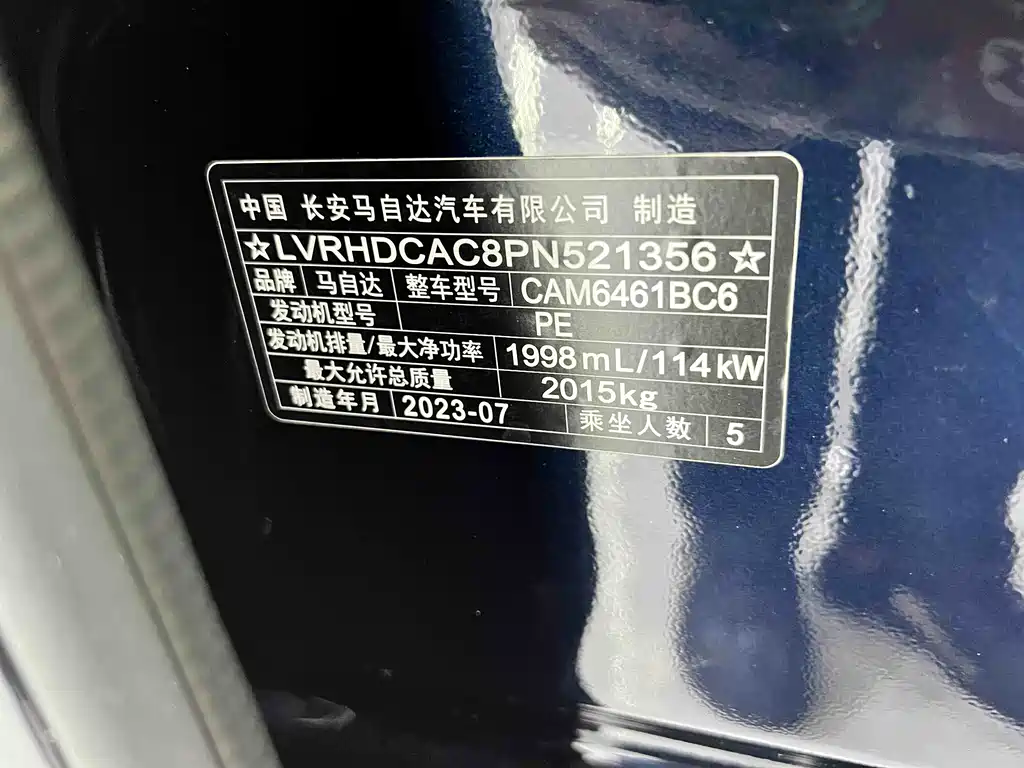 中国 长安马自达汽车有限公司 制造
☆LVRHDCAC8PN521356☆
品牌 马自达 整车型号 CAM6461BC6
发动机型号 PE
发动机排量/最大净功率 1998mL/114kW
最大允许总质量 2015kg
制造年月 2023-07 乘坐人数 5